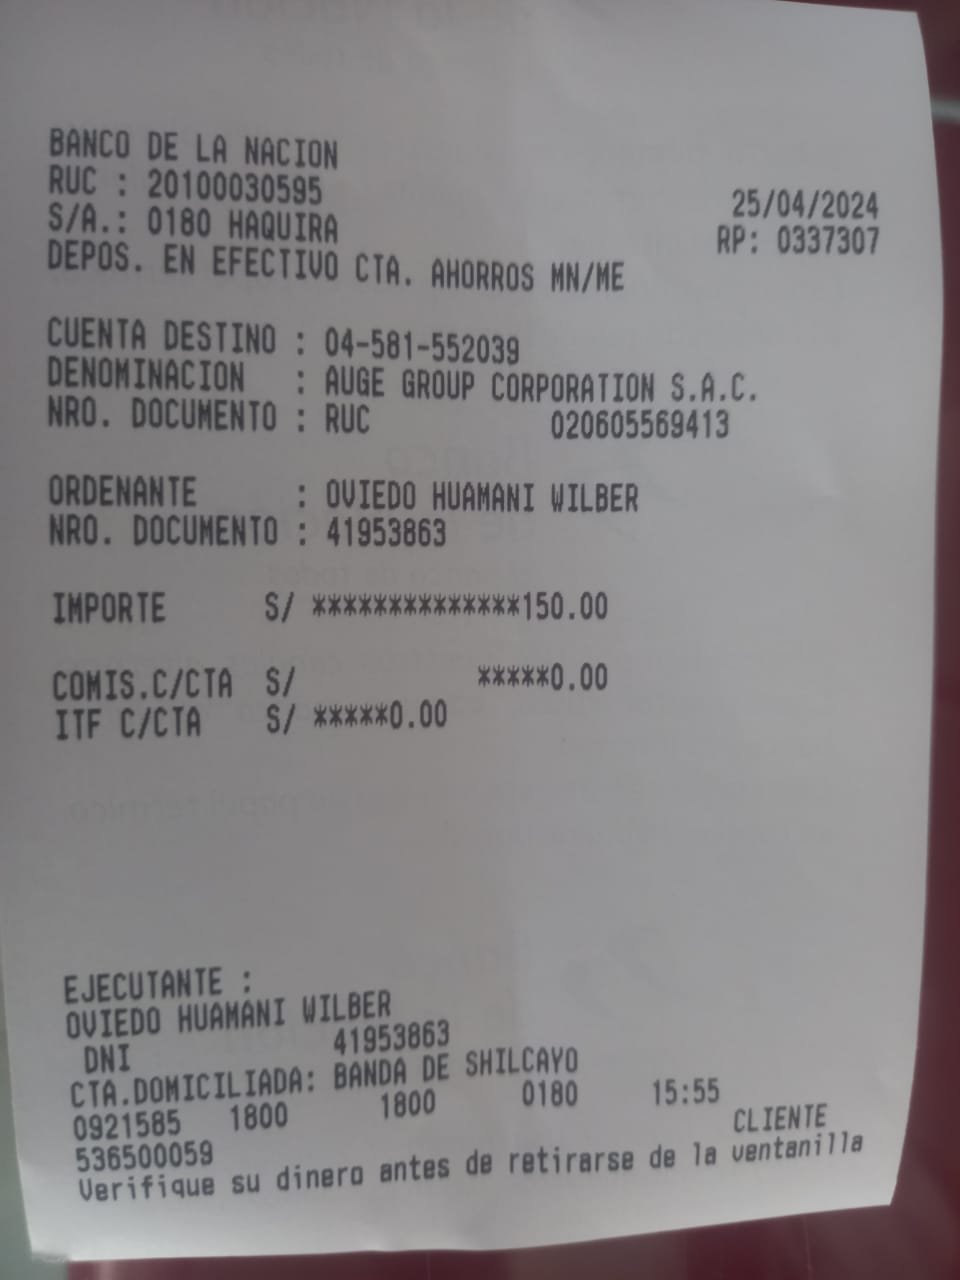 BANCO DE LA NACION
RUC : 20100030595
25/04/2024
S/A.: 0180 HAQUIRA
RP: 0337307
DEPOS. EN EFECTIVO CTA. AHORROS MN/ME
CUENTA DESTINO : 04-581-552039
DENOMINACION : AUGE GROUP CORPORATION S.A.C.
NRO. DOCUMENTO : RUC 020605569413
ORDENANTE : OVIEDO HUAMANI WILBER
NRO. DOCUMENTO : 41953863
IMPORTE S/ **************150.00
COMIS.C/CTA S/ *****0.00
ITF C/CTA S/ *****0.00
EJECUTANTE :
OVIEDO HUAMANI WILBER
DNI 41953863
CTA.DOMICILIADA: BANDA DE SHILCAYO
0921585 1800 1800 0180 15:55
536500059 CLIENTE
Verifique su dinero antes de retirarse de la ventanilla